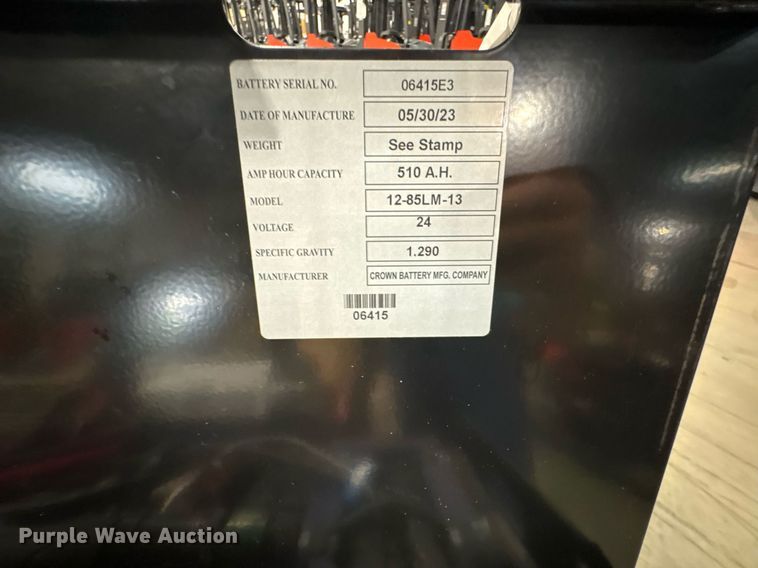 BATTERY SERIAL NO. 06415E3
DATE OF MANUFACTURE 05/30/23
WEIGHT See Stamp
AMP HOUR CAPACITY 510 A.H.
MODEL 12-85LM-13
VOLTAGE 24
SPECIFIC GRAVITY 1.290
MANUFACTURER CROWN BATTERY MFG. COMPANY
06415
Purple Wave Auction®